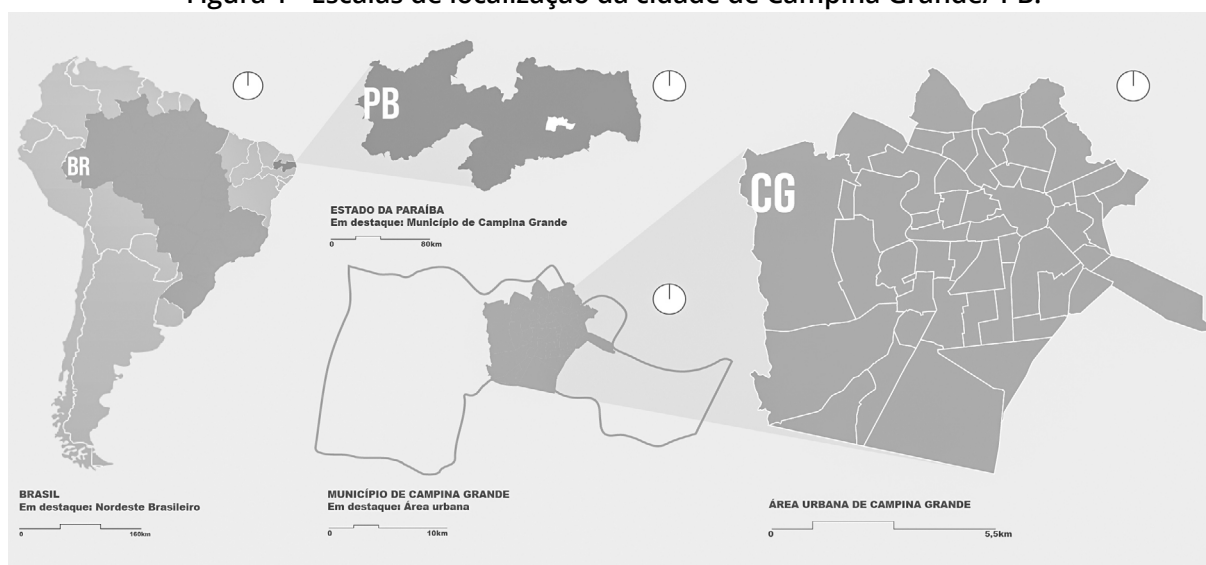 Figura 1 - Escalas de localização da cidade de Campina Grande/ PB.
BR
PB
CG
ESTADO DA PARAÍBA
Em destaque: Município de Campina Grande
0 80km
BRASIL
Em destaque: Nordeste Brasileiro
0 160km
MUNICÍPIO DE CAMPINA GRANDE
Em destaque: Área urbana
0 10km
ÁREA URBANA DE CAMPINA GRANDE
0 5,5km